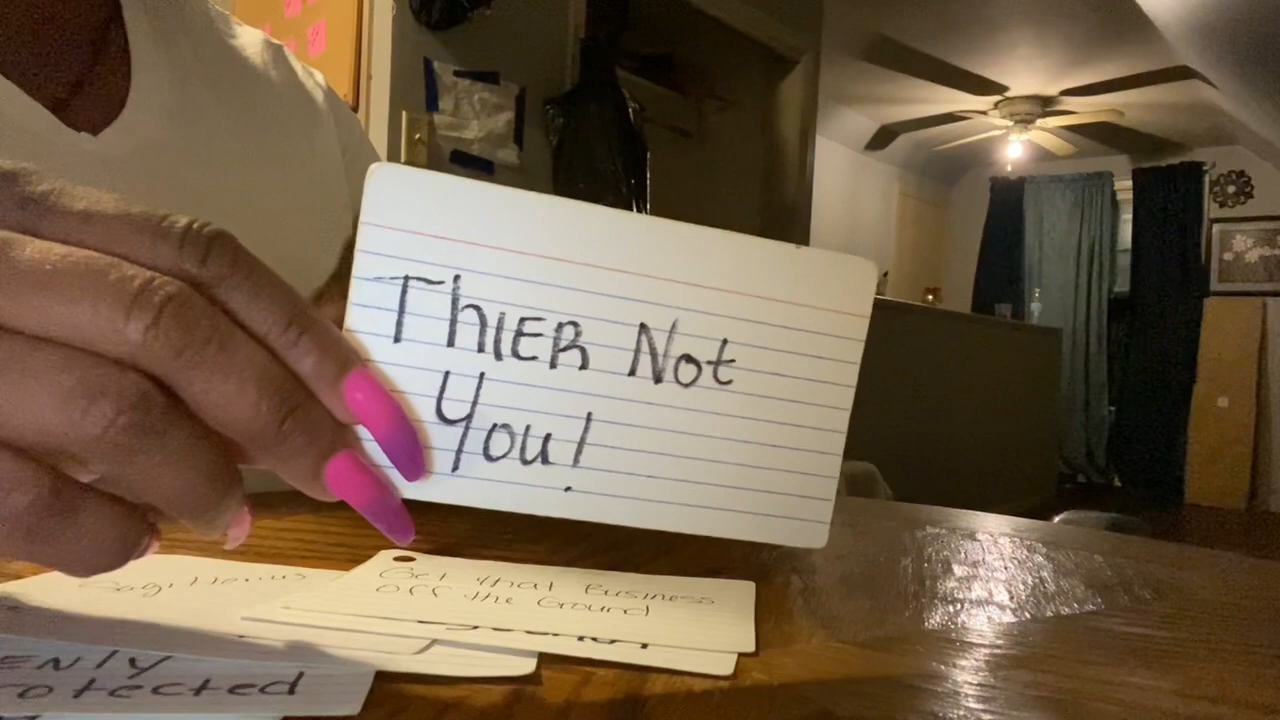 ThIER Not
You!
Sagittarius
Get that Business
off the Ground
ENly
rotected